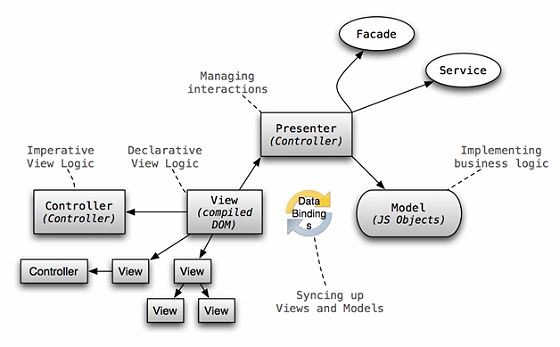 Facade
Service
Managing
interactions
Presenter
(Controller)
Imperative
View Logic
Declarative
View Logic
Implementing
business logic
Controller
(Controller)
View
(compiled
DOM)
Data
Binding
s
Model
(JS Objects)
Controller
View
View
View
View
Syncing up
Views and Models